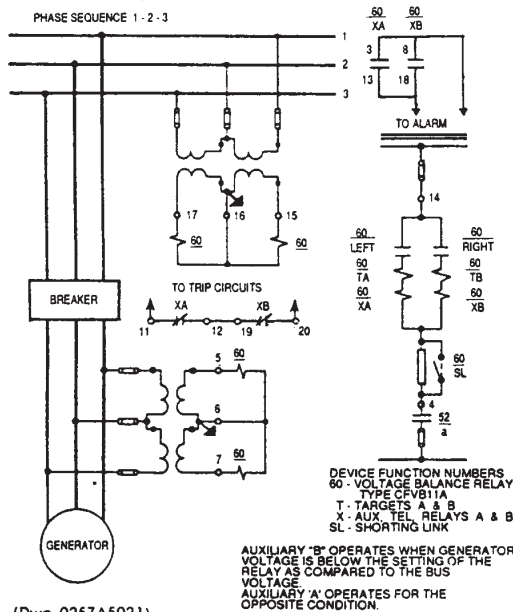 PHASE SEQUENCE 1 - 2 - 3
1
2
3
60
XA
60
XB
3
8
13
18
TO ALARM
14
17
16
15
60
60
60
LEFT
60
RIGHT
60
TA
60
TB
60
XA
60
XB
BREAKER
TO TRIP CIRCUITS
XA
XB
11
12
19
20
5
60
6
7
60
60
SL
4
52
a
GENERATOR
DEVICE FUNCTION NUMBERS
60 - VOLTAGE BALANCE RELAY
TYPE CFVB11A
T - TARGETS A & B
X - AUX. TEL. RELAYS A & B
SL - SHORTING LINK
AUXILIARY "B" OPERATES WHEN GENERATOR
VOLTAGE IS BELOW THE SETTING OF THE
RELAY AS COMPARED TO THE BUS
VOLTAGE.
AUXILIARY 'A' OPERATES FOR THE
OPPOSITE CONDITION.